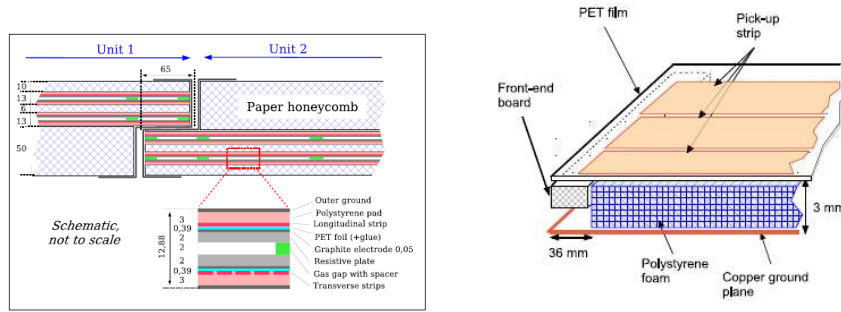 Unit 1
Unit 2
65
10
13
6
13
50
Paper honeycomb
Schematic,
not to scale
12,88
3
0,39
2
2
2
0,39
3
Outer ground
Polystyrene pad
Longitudinal strip
PET foil (+glue)
Graphite electrode 0,05
Resistive plate
Gas gap with spacer
Transverse strips
PET film
Pick-up
strip
Front-end
board
3 mm
36 mm
Polystyrene
foam
Copper ground
plane